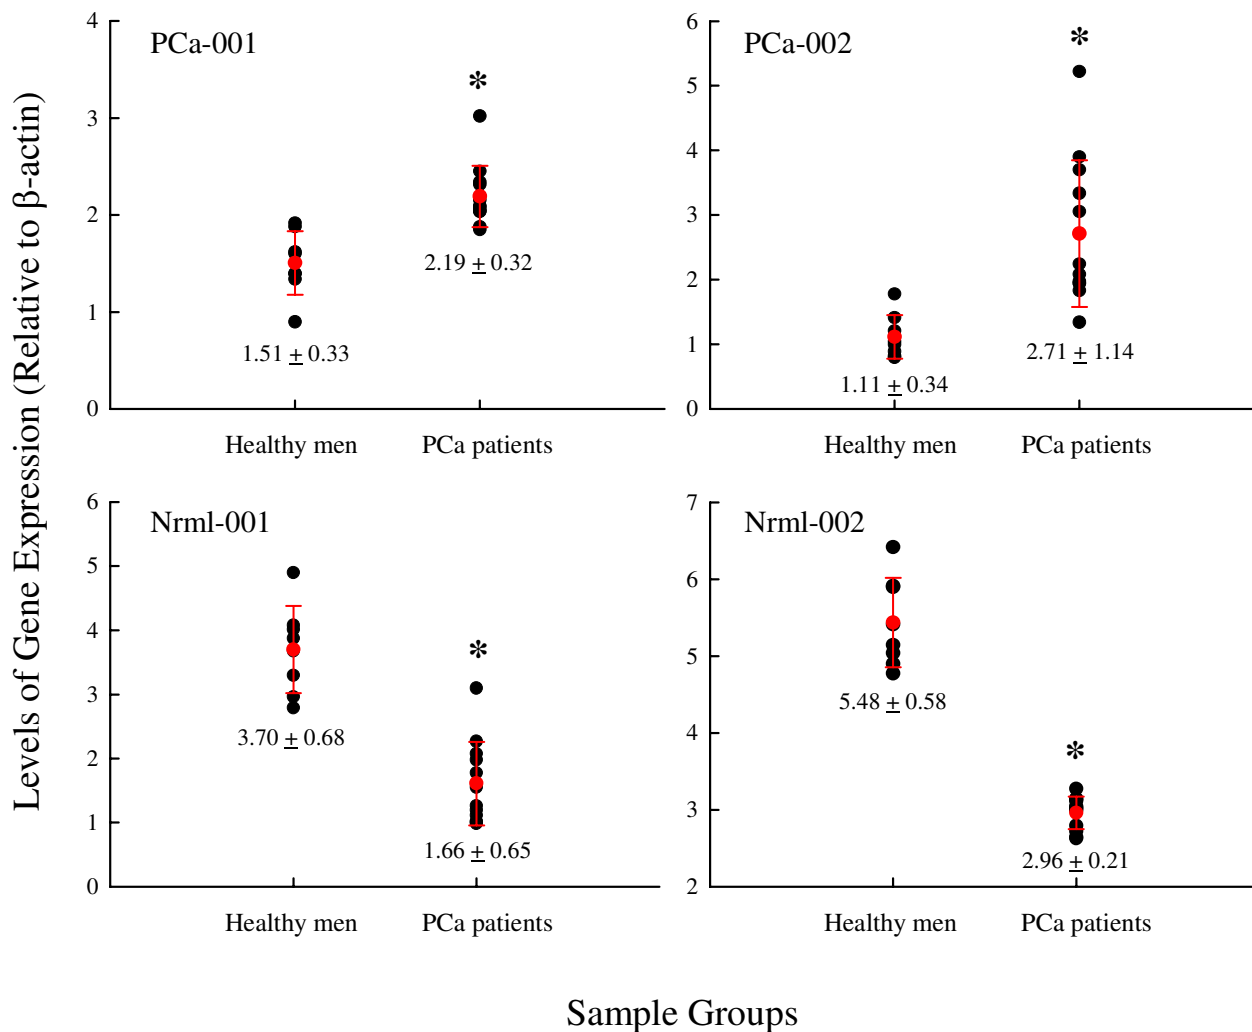 Levels of Gene Expression (Relative to β-actin)
PCa-001
4
3
2
1
0
*
1.51 ± 0.33
2.19 ± 0.32
Healthy men
PCa patients
PCa-002
6
5
4
3
2
1
0
*
1.11 ± 0.34
2.71 ± 1.14
Healthy men
PCa patients
Nrml-001
6
5
4
3
2
1
0
*
3.70 ± 0.68
1.66 ± 0.65
Healthy men
PCa patients
Nrml-002
7
6
5
4
3
2
5.48 ± 0.58
*
2.96 ± 0.21
Healthy men
PCa patients
Sample Groups